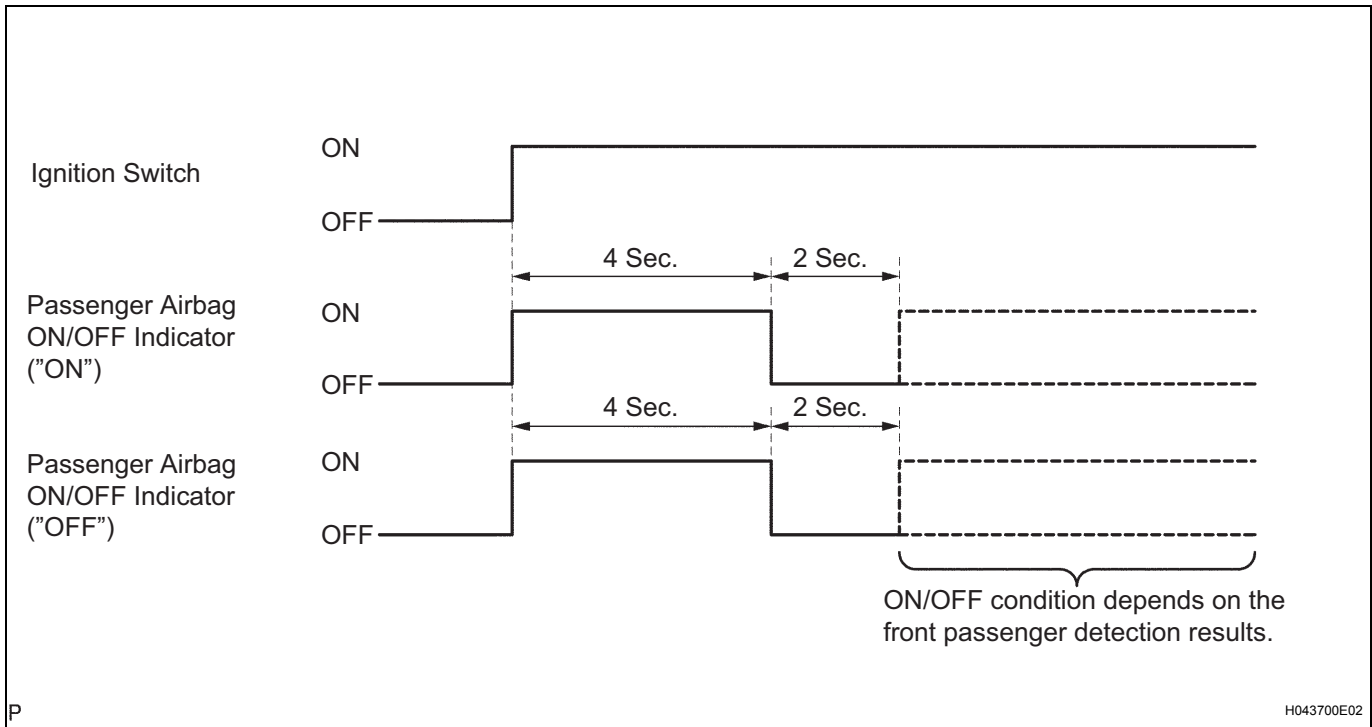 ON
Ignition Switch
OFF
4 Sec. 2 Sec.
Passenger Airbag
ON/OFF Indicator
(”ON”)
ON
OFF
4 Sec. 2 Sec.
Passenger Airbag
ON/OFF Indicator
("OFF”)
ON
OFF
ON/OFF condition depends on the
front passenger detection results.
P
H043700E02